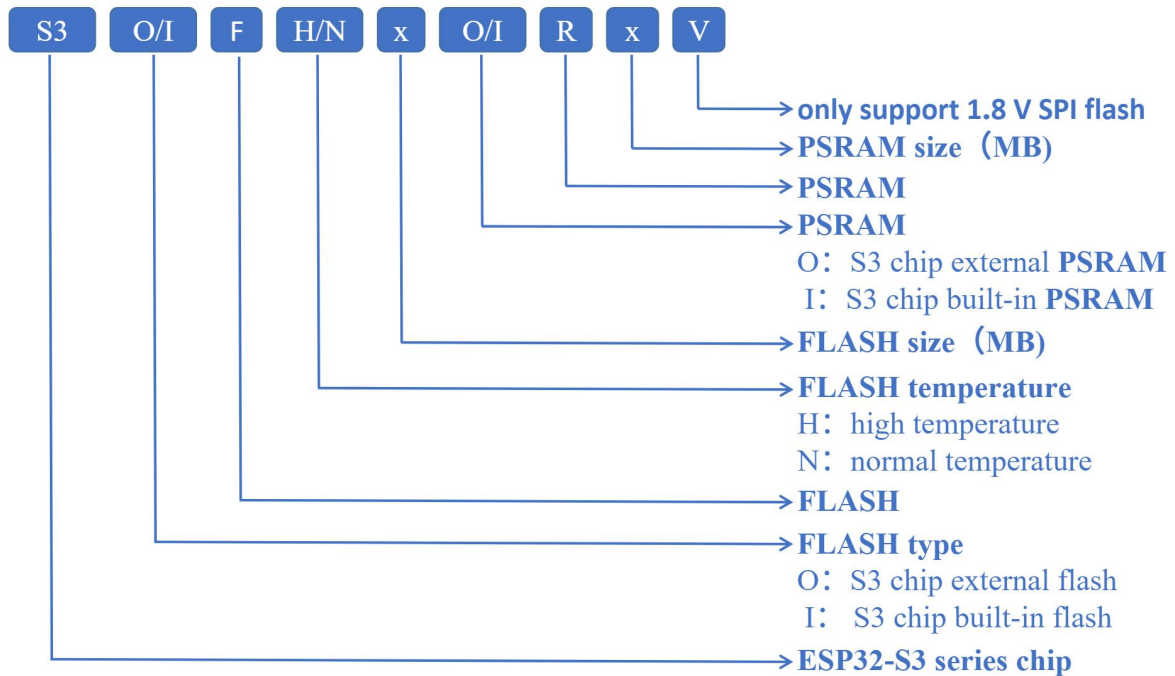 S3 O/I F H/N x O/I R x V
only support 1.8 V SPI flash
PSRAM size（MB)
PSRAM
PSRAM
O：S3 chip external PSRAM
I：S3 chip built-in PSRAM
FLASH size（MB)
FLASH temperature
H：high temperature
N：normal temperature
FLASH
FLASH type
O：S3 chip external flash
I： S3 chip built-in flash
ESP32-S3 series chip